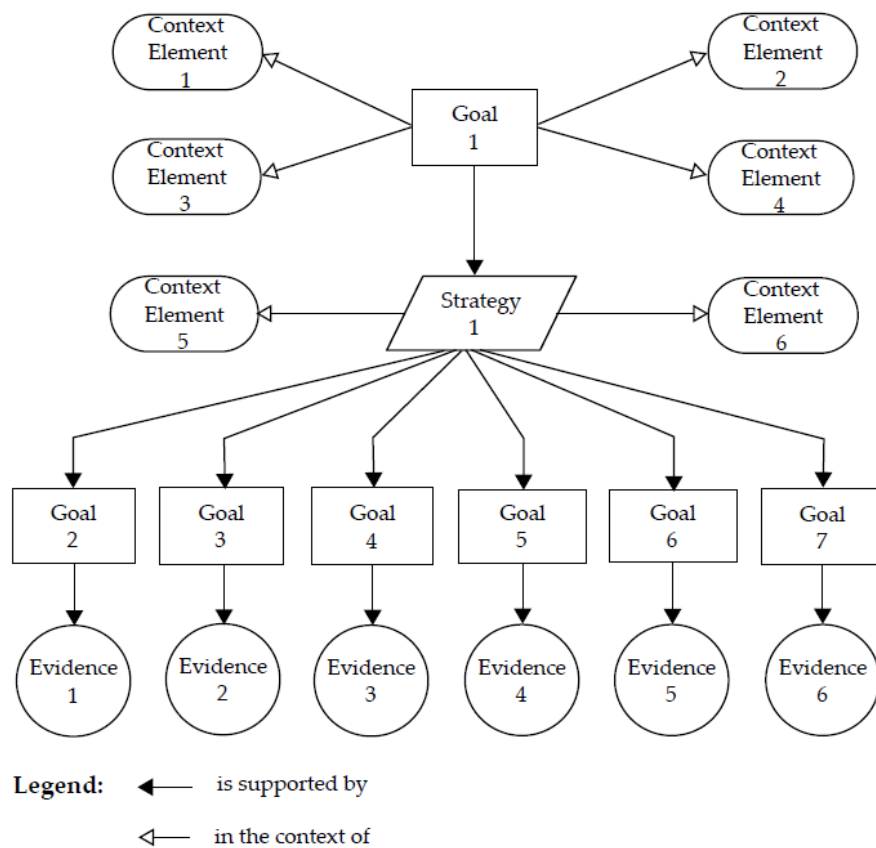 Context
Element
1
Context
Element
2
Goal
1
Context
Element
3
Context
Element
4
Context
Element
5
Strategy
1
Context
Element
6
Goal
2
Goal
3
Goal
4
Goal
5
Goal
6
Goal
7
Evidence
1
Evidence
2
Evidence
3
Evidence
4
Evidence
5
Evidence
6
Legend:
is supported by
in the context of